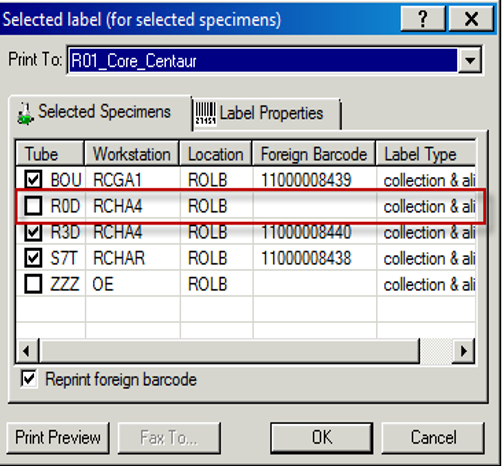 Selected label (for selected specimens)
Print To: R01_Core_Centaur
Selected Specimens Label Properties
Tube Workstation Location Foreign Barcode Label Type
BOU RCGA1 ROLB 11000008439 collection & ali
R0D RCHA4 ROLB collection & ali
R3D RCHA4 ROLB 11000008440 collection & ali
S7T RCHAR ROLB 11000008438 collection & ali
ZZZ OE ROLB collection & ali
Reprint foreign barcode
Print Preview Fax To... OK Cancel